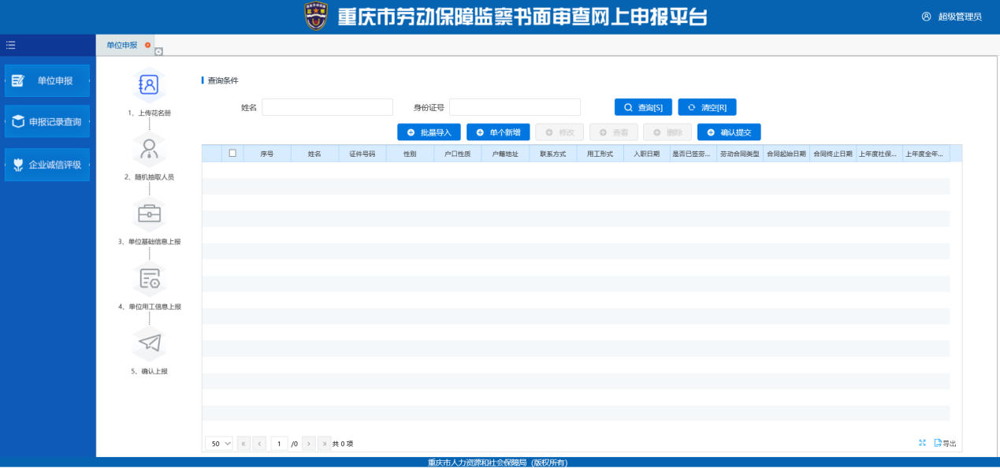 重庆市劳动保障监察书面审查网上申报平台
超级管理员
单位申报
单位申报
申报记录查询
企业诚信评级
1、上传花名册
2、随机抽取人员
3、单位基础信息上报
4、单位用工信息上报
5、确认上报
查询条件
姓名 身份证号 查询[S] 清空[R]
批量导入 单个新增 修改 查看 删除 确认提交
序号 姓名 证件号码 性别 户口性质 户籍地址 联系方式 用工形式 入职日期 是否已签劳... 劳动合同类型 合同起始日期 合同终止日期 上年度社保... 上年度全年...
50 1 /0 共 0 项 导出
重庆市人力资源和社会保障局（版权所有）